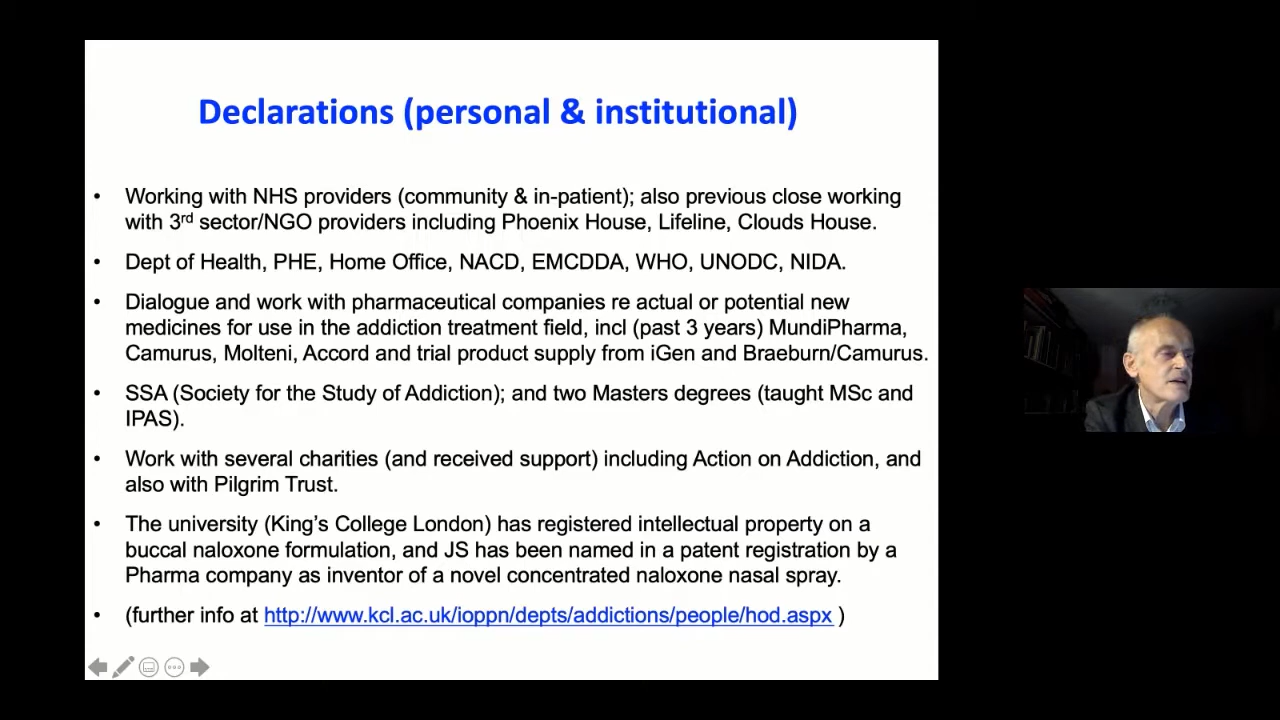 Declarations (personal & institutional)
• Working with NHS providers (community & in-patient); also previous close working
with 3rd sector/NGO providers including Phoenix House, Lifeline, Clouds House.
• Dept of Health, PHE, Home Office, NACD, EMCDDA, WHO, UNODC, NIDA.
• Dialogue and work with pharmaceutical companies re actual or potential new
medicines for use in the addiction treatment field, incl (past 3 years) MundiPharma,
Camurus, Molteni, Accord and trial product supply from iGen and Braeburn/Camurus.
• SSA (Society for the Study of Addiction); and two Masters degrees (taught MSc and
IPAS).
• Work with several charities (and received support) including Action on Addiction, and
also with Pilgrim Trust.
• The university (King's College London) has registered intellectual property on a
buccal naloxone formulation, and JS has been named in a patent registration by a
Pharma company as inventor of a novel concentrated naloxone nasal spray.
• (further info at http://www.kcl.ac.uk/ioppn/depts/addictions/people/hod.aspx )